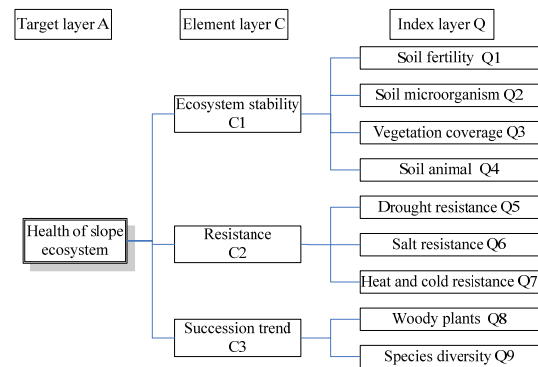 Target layer A
Element layer C
Index layer Q
Soil fertility Q1
Soil microorganism Q2
Vegetation coverage Q3
Soil animal Q4
Ecosystem stability
C1
Drought resistance Q5
Salt resistance Q6
Heat and cold resistance Q7
Resistance
C2
Health of slope
ecosystem
Woody plants Q8
Species diversity Q9
Succession trend
C3